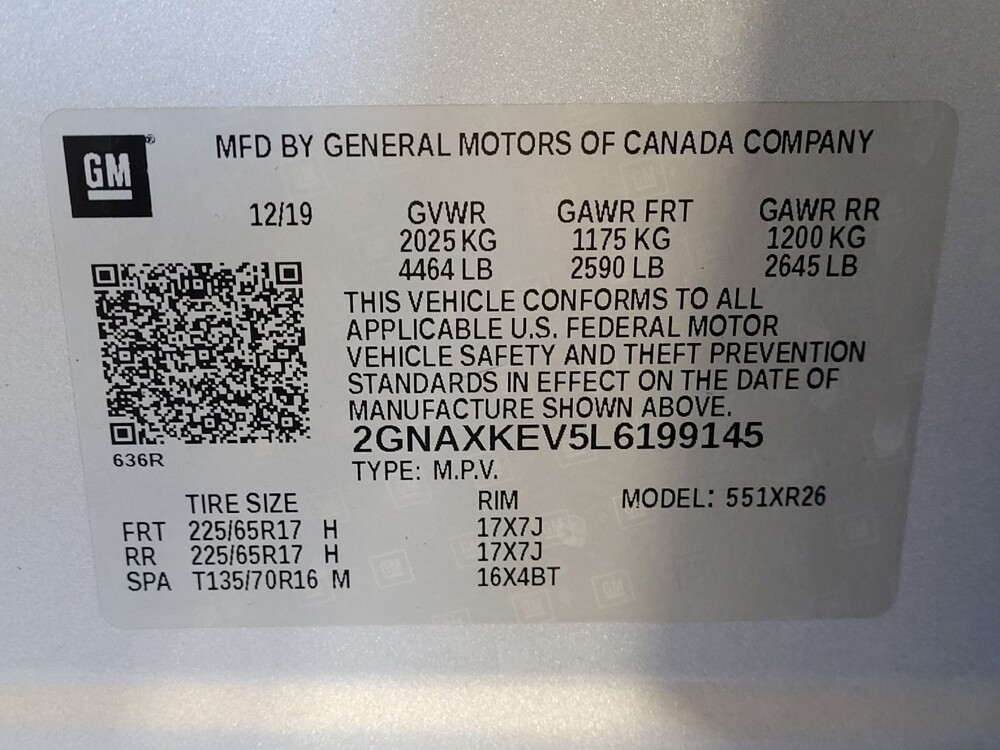 GM ® MFD BY GENERAL MOTORS OF CANADA COMPANY
12/19 GVWR GAWR FRT GAWR RR
2025 KG 1175 KG 1200 KG
4464 LB 2590 LB 2645 LB
THIS VEHICLE CONFORMS TO ALL
APPLICABLE U.S. FEDERAL MOTOR
VEHICLE SAFETY AND THEFT PREVENTION
STANDARDS IN EFFECT ON THE DATE OF
MANUFACTURE SHOWN ABOVE.
2GNAXKEV5L6199145
636R
TYPE: M.P.V.
TIRE SIZE RIM MODEL: 551XR26
FRT 225/65R17 H 17X7J
RR 225/65R17 H 17X7J
SPA T135/70R16 M 16X4BT